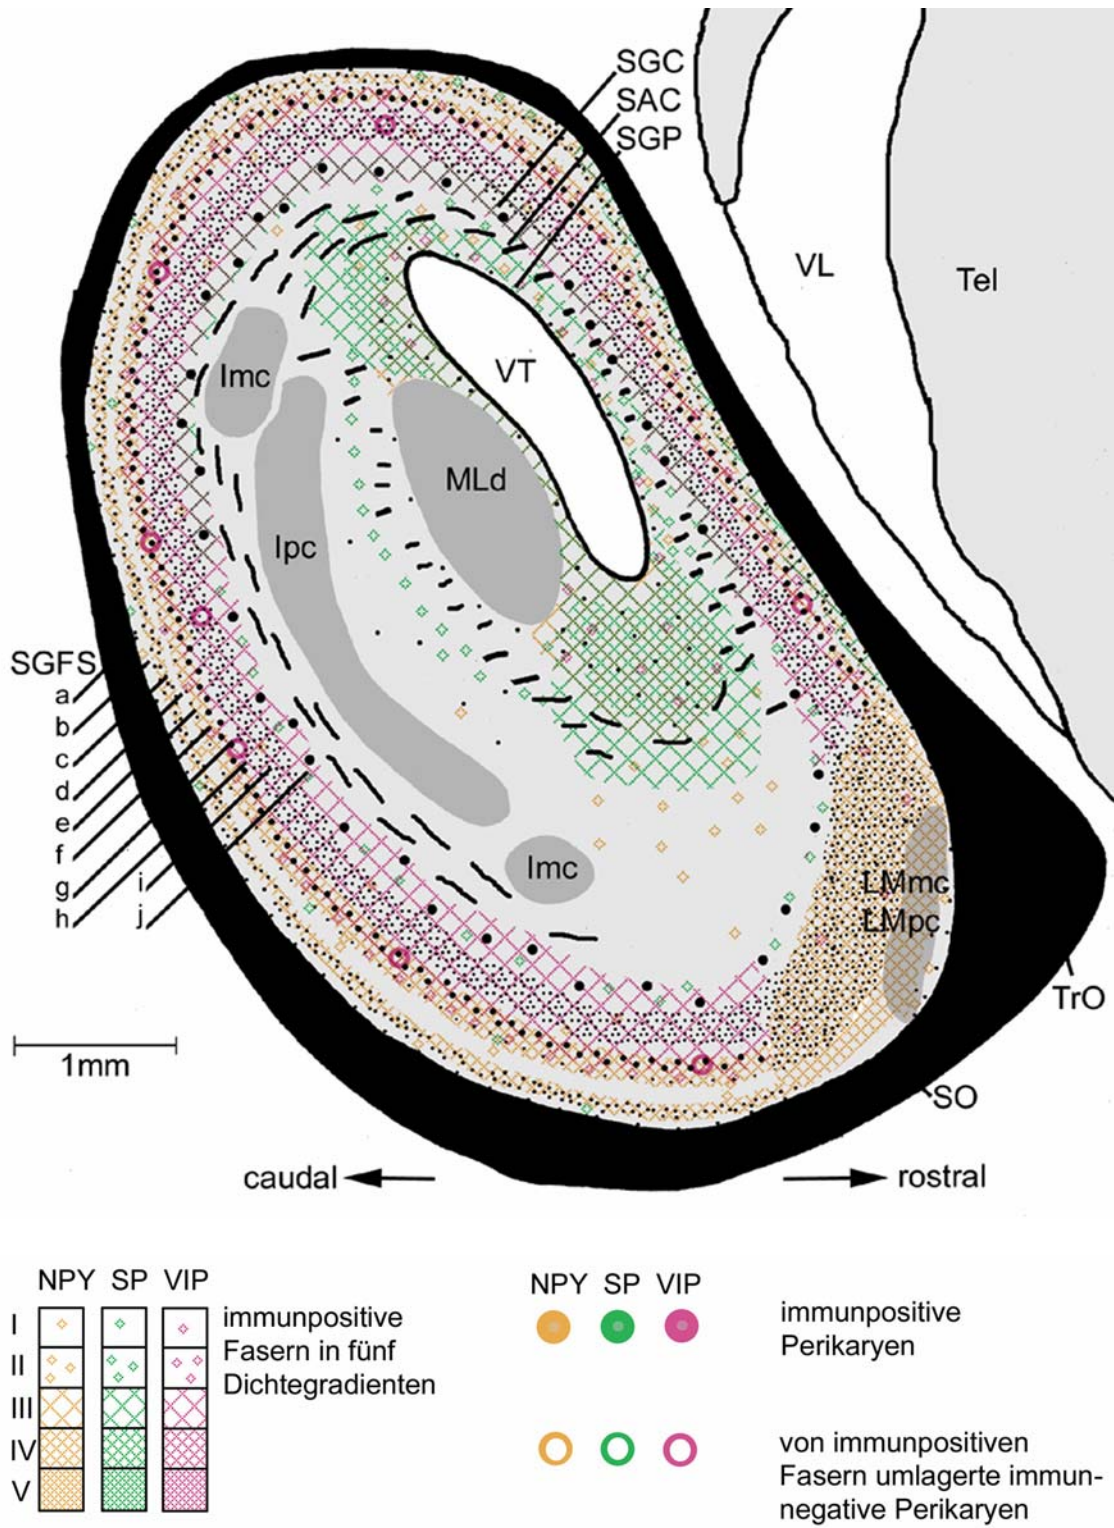 SGC
SAC
SGP
VL
Tel
VT
Imc
MLd
Ipc
SGFS
a
b
c
d
e
f
g
h
i
j
Imc
LMmc
LMpc
TrO
1mm
SO
caudal
rostral
NPY SP VIP
I
II
III
IV
V
immunpositive
Fasern in fünf
Dichtegradienten
NPY SP VIP
immunpositive
Perikaryen
von immunpositiven
Fasern umlagerte immun-
negative Perikaryen